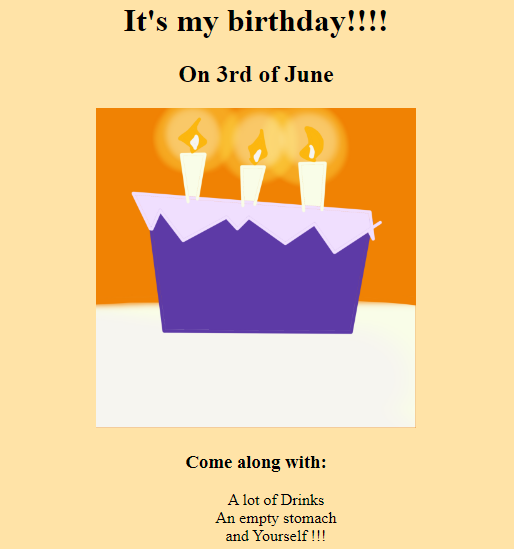 It's my birthday!!!!
On 3rd of June
Come along with:
A lot of Drinks
An empty stomach
and Yourself !!!